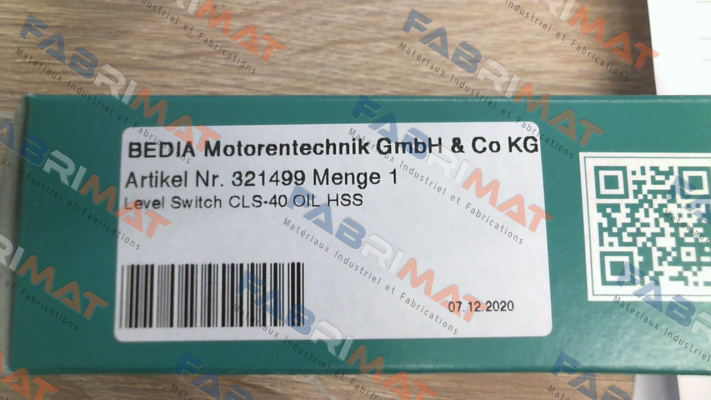 BEDIA Motorentechnik GmbH & Co KG
Artikel Nr. 321499 Menge 1
Level Switch CLS-40 OIL HSS
07.12.2020
FABRIMAT
Materiaux Industriel et Fabrications